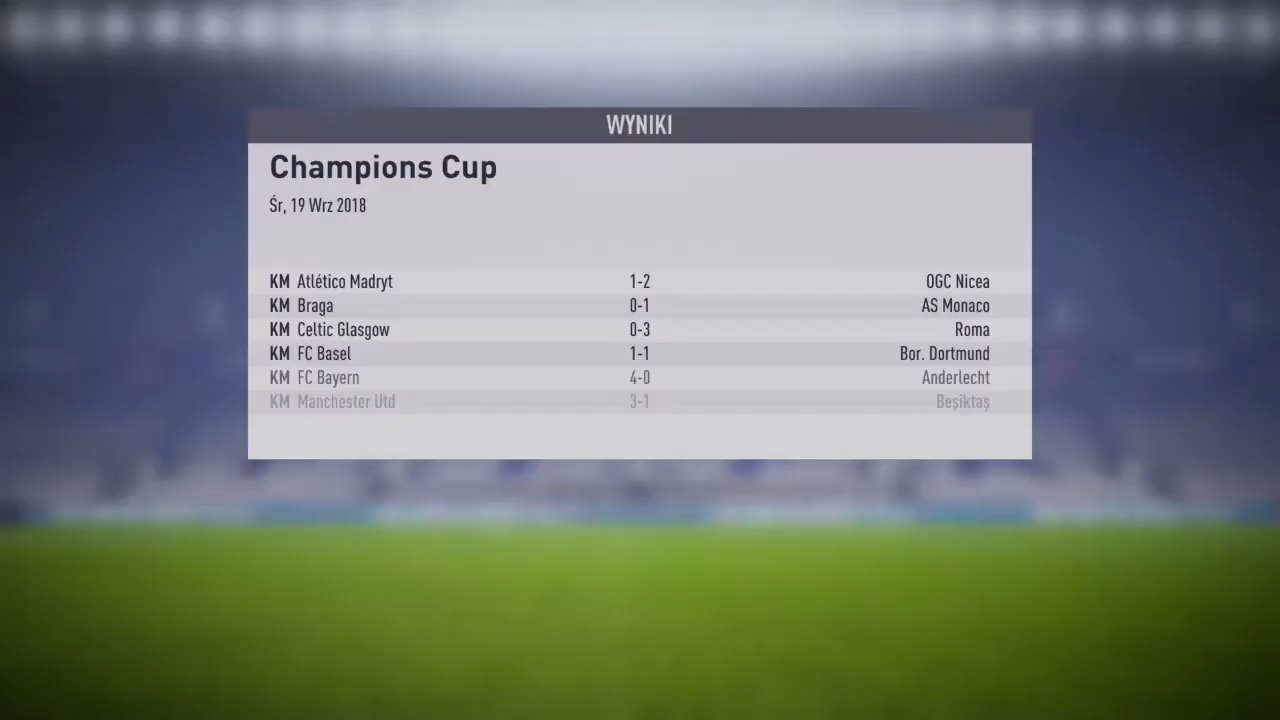 WYNIKI
Champions Cup
Śr, 19 Wrz 2018
KM Atlético Madryt 1-2 OGC Nicea
KM Braga 0-1 AS Monaco
KM Celtic Glasgow 0-3 Roma
KM FC Basel 1-1 Bor. Dortmund
KM FC Bayern 4-0 Anderlecht
KM Manchester Utd 3-1 Beşiktaş